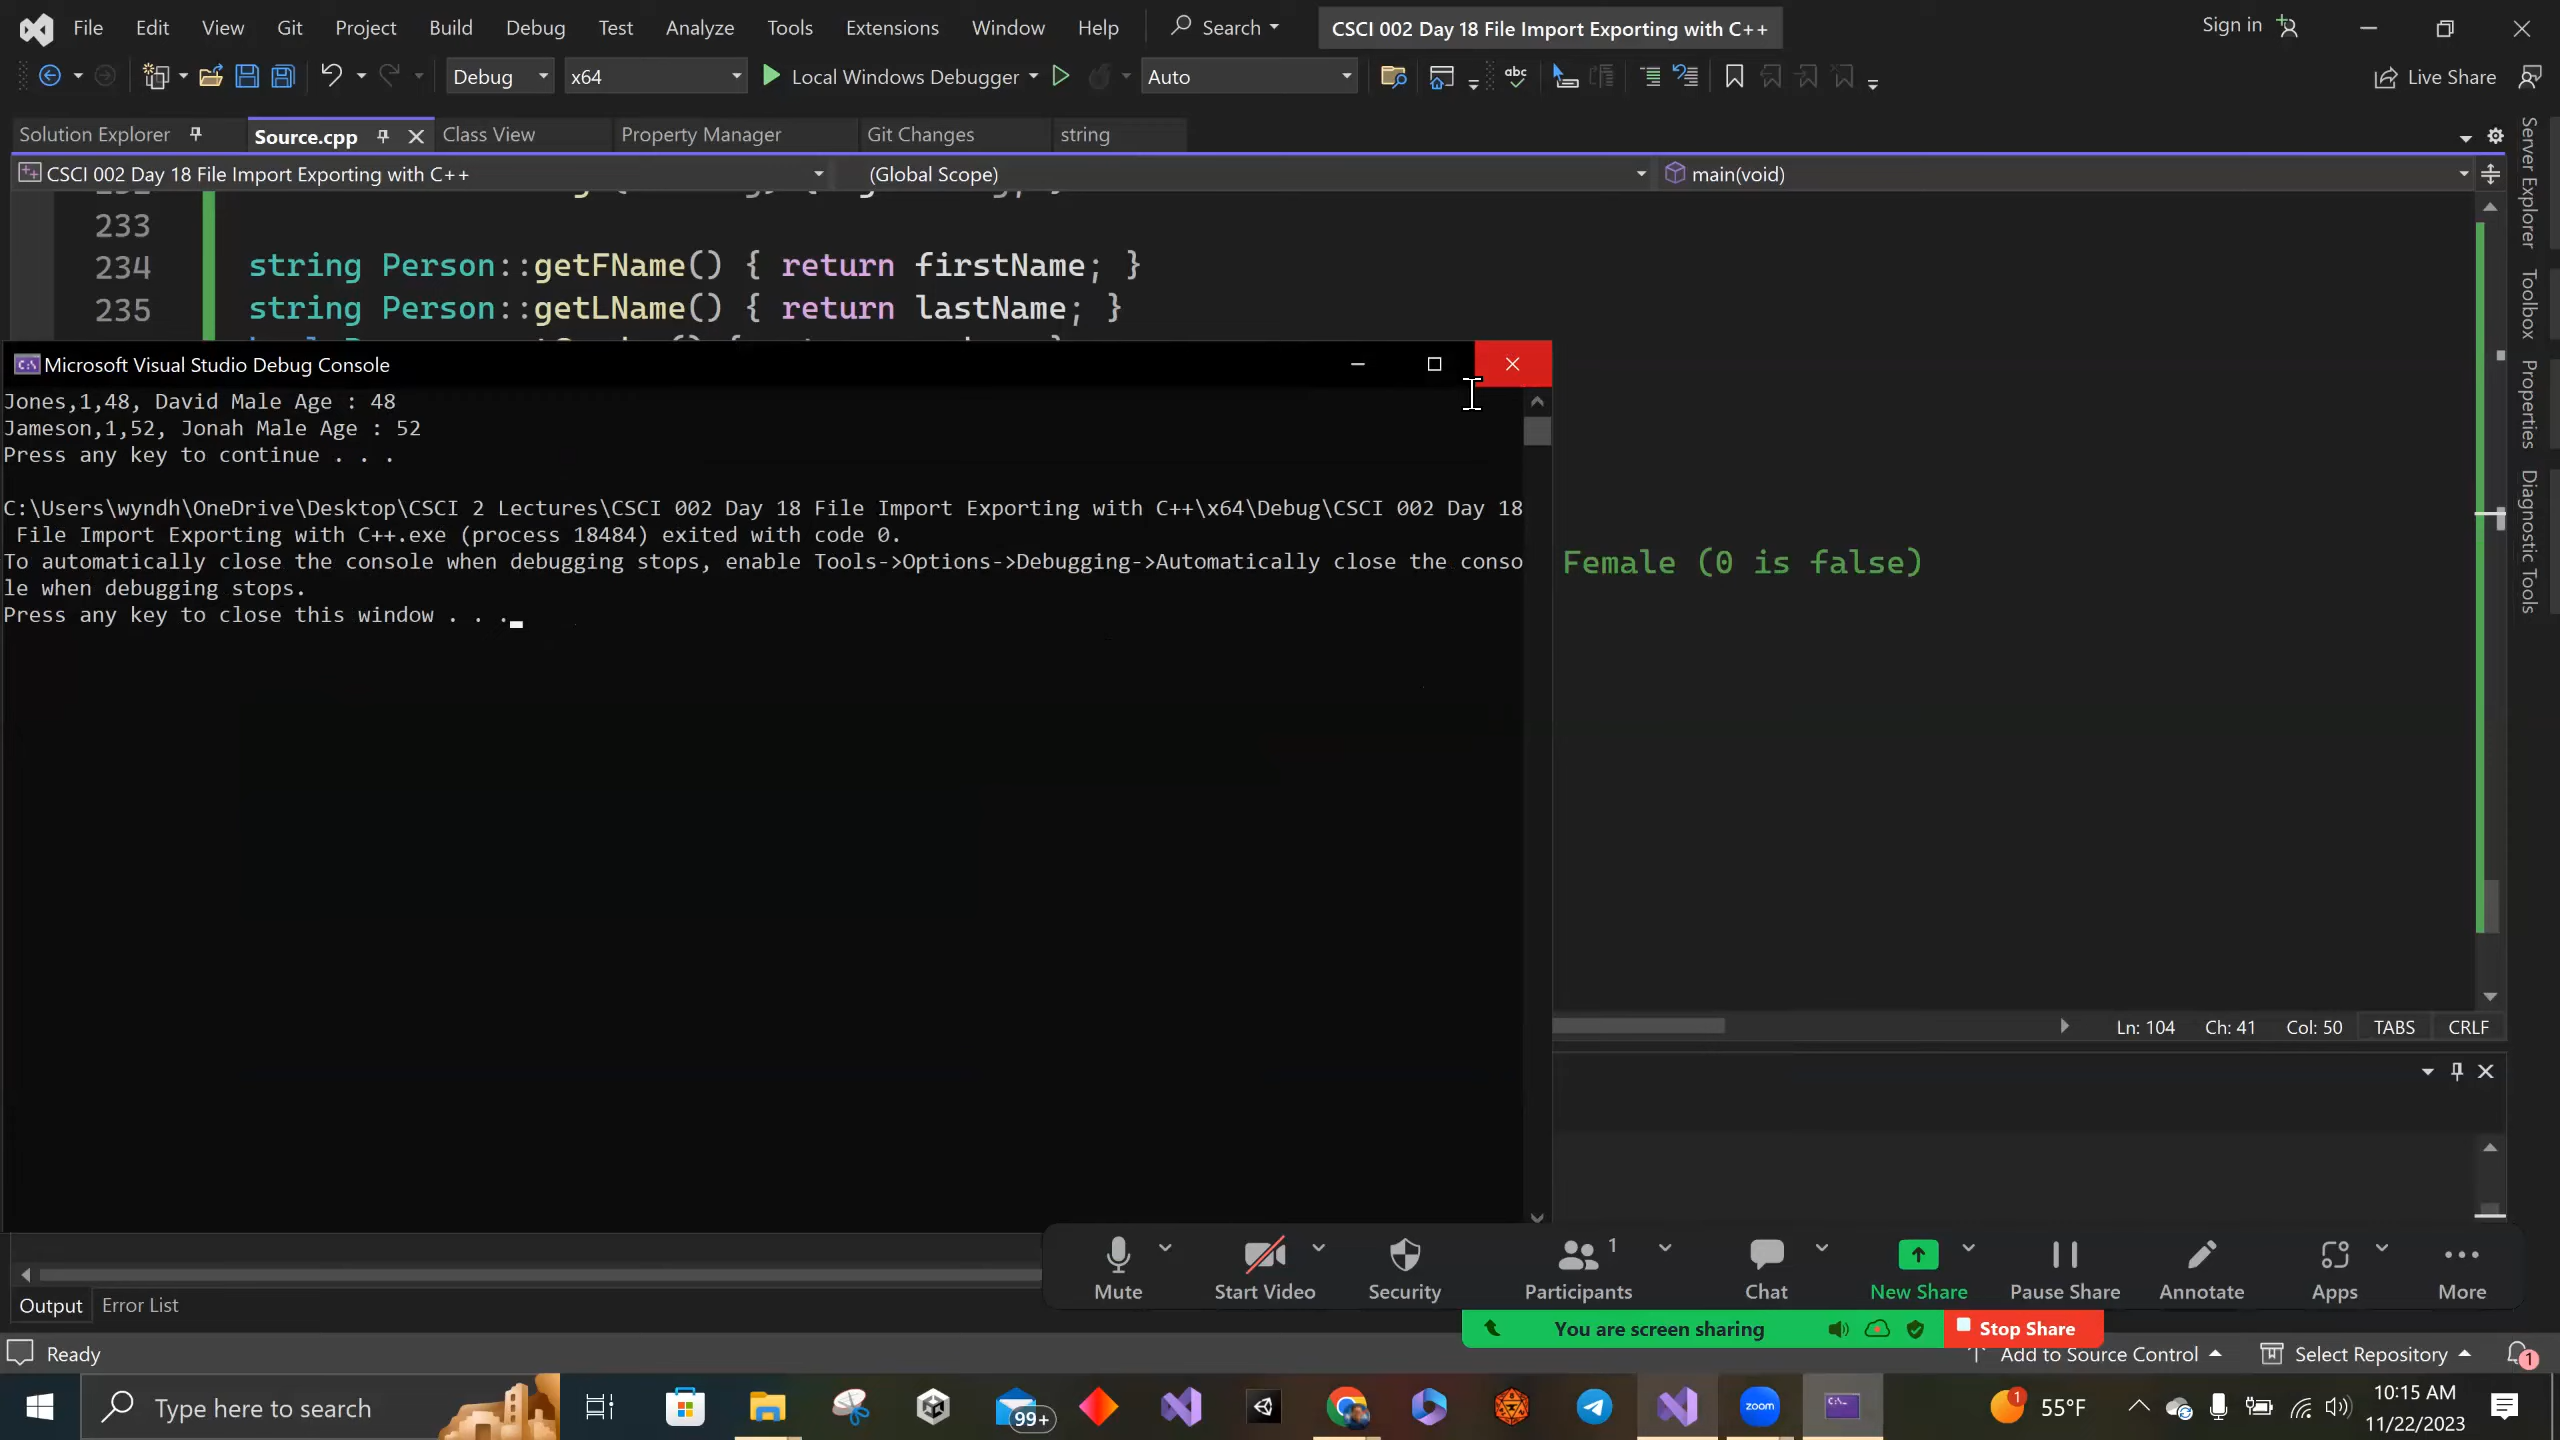 File Edit View Git Project Build Debug Test Analyze Tools Extensions Window Help Search CSCI 002 Day 18 File Import Exporting with C++ Sign in
Debug x64 Local Windows Debugger Auto abc Live Share
Solution Explorer Source.cpp Class View Property Manager Git Changes string
CSCI 002 Day 18 File Import Exporting with C++ (Global Scope) main(void)
233
234 string Person::getFName() { return firstName; }
235 string Person::getLName() { return lastName; }
Microsoft Visual Studio Debug Console
Jones,1,48, David Male Age : 48
Jameson,1,52, Jonah Male Age : 52
Press any key to continue . . .
C:\Users\wyndh\OneDrive\Desktop\CSCI 2 Lectures\CSCI 002 Day 18 File Import Exporting with C++\x64\Debug\CSCI 002 Day 18
File Import Exporting with C++.exe (process 18484) exited with code 0.
To automatically close the console when debugging stops, enable Tools->Options->Debugging->Automatically close the conso
le when debugging stops.
Press any key to close this window . . .
Female (0 is false)
Server Explorer
Toolbox
Properties
Diagnostic Tools
Ln: 104 Ch: 41 Col: 50 TABS CRLF
1
Mute Start Video Security Participants Chat New Share Pause Share Annotate Apps More
Output Error List
You are screen sharing Stop Share
Ready Add to Source Control Select Repository 1
Type here to search 99+ zoom 1 55°F 10:15 AM
11/22/2023